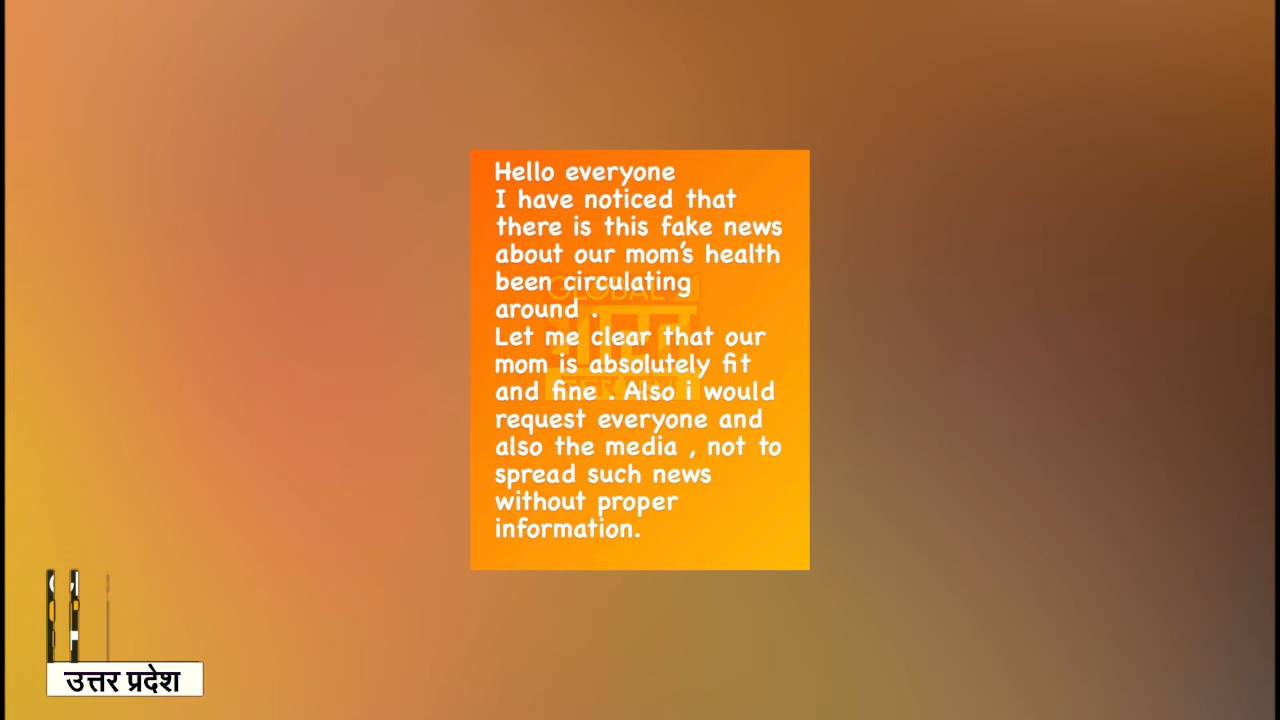 Hello everyone
I have noticed that
there is this fake news
about our mom's health
been circulating
around .
Let me clear that our
mom is absolutely fit
and fine . Also i would
request everyone and
also the media , not to
spread such news
without proper
information.
GLOBAL
भारत
उत्तर प्रदेश